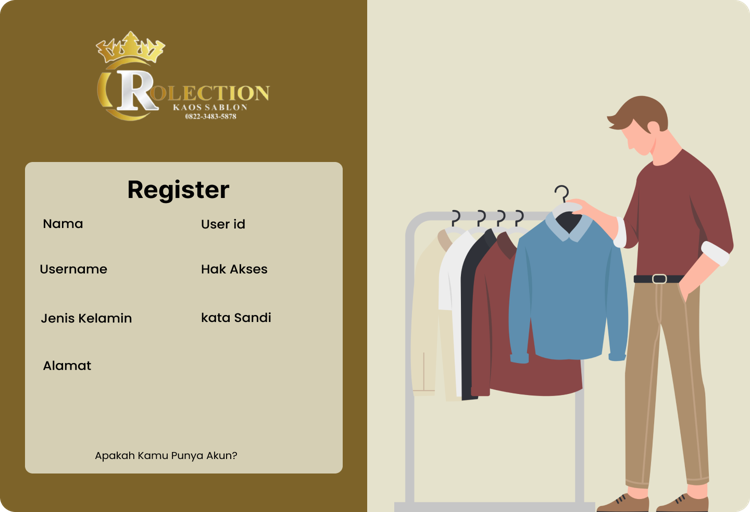 ROLECTION
KAOS SABLON
0822-3483-5878
Register
Nama
User id
Username
Hak Akses
Jenis Kelamin
kata Sandi
Alamat
Apakah Kamu Punya Akun?